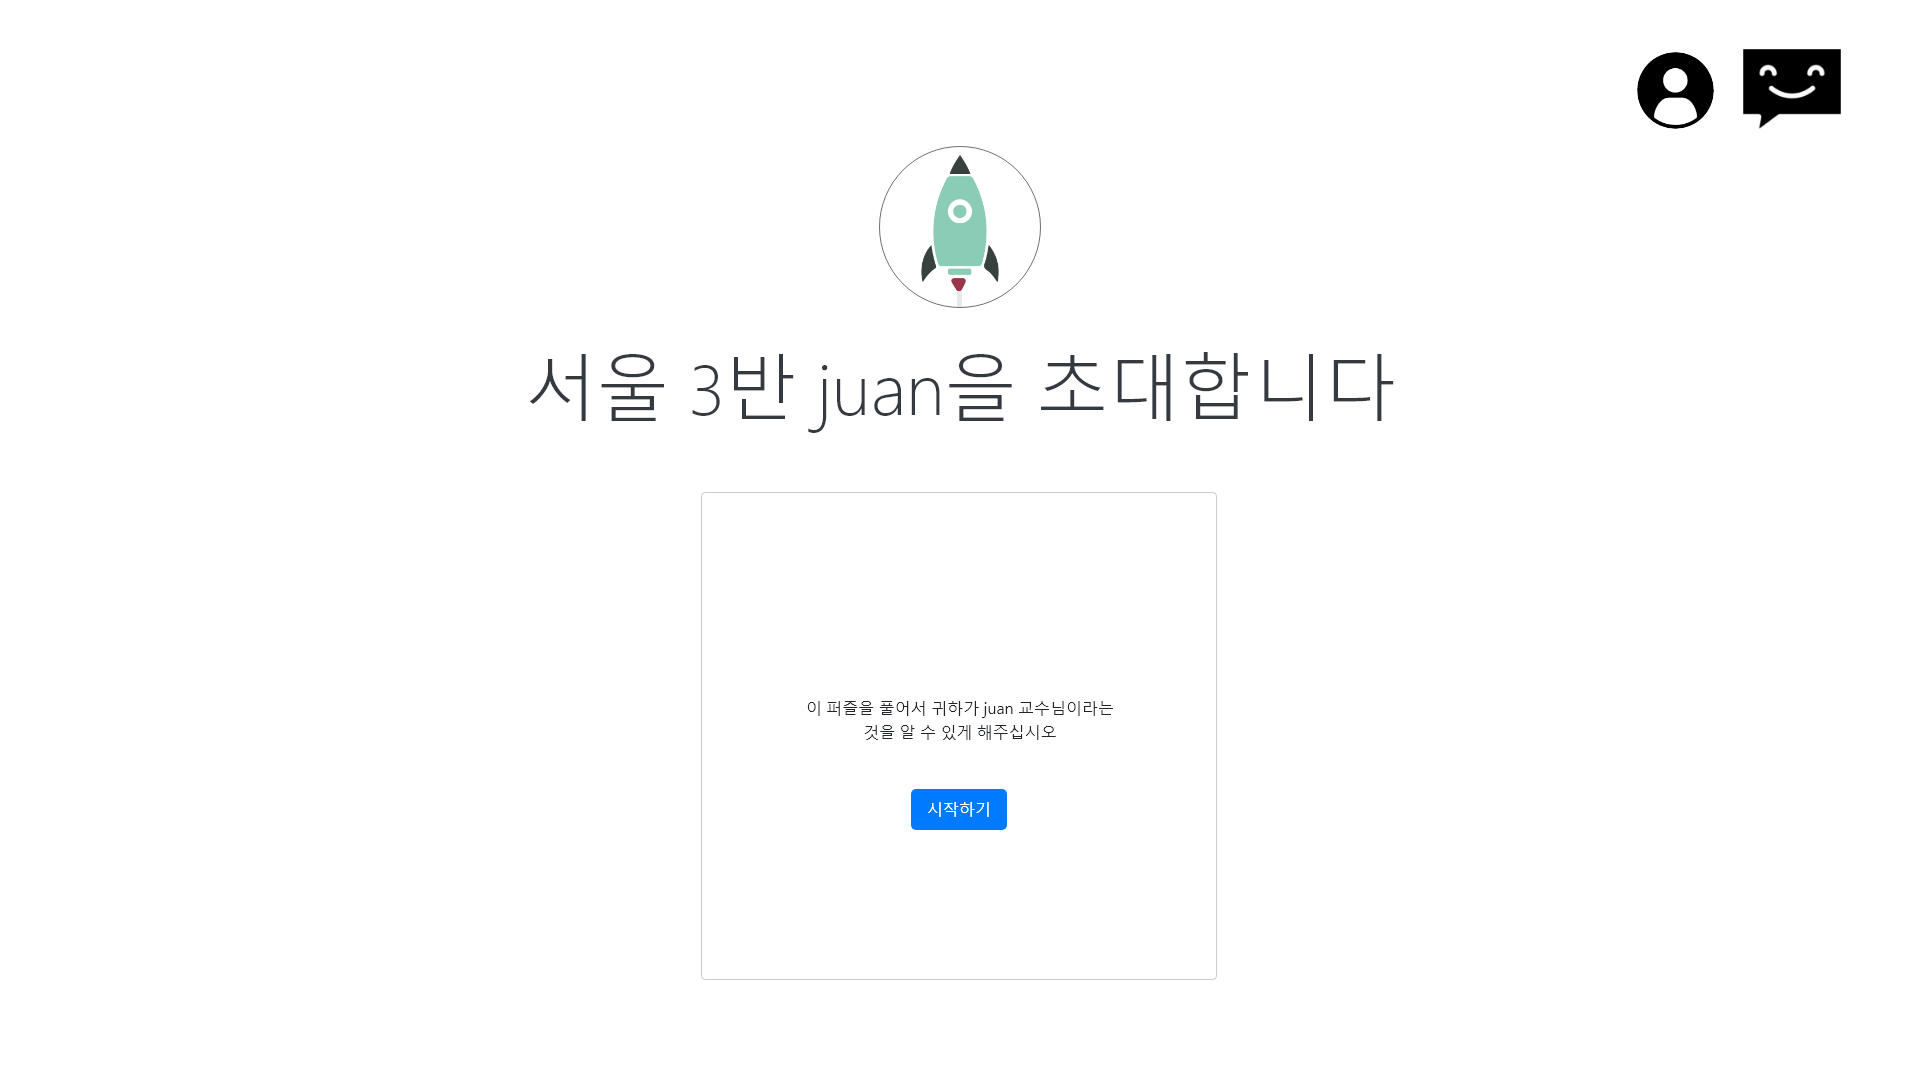 서울 3반 juan을 초대합니다
이 퍼즐을 풀어서 귀하가 juan 교수님이라는
것을 알 수 있게 해주십시오
시작하기